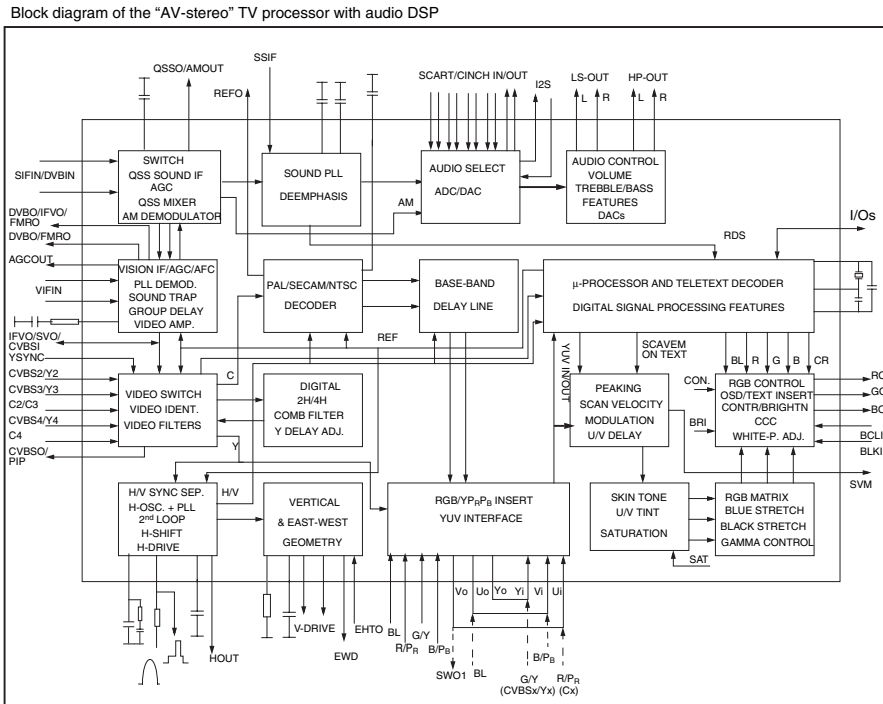 Block diagram of the “AV-stereo” TV processor with audio DSP
QSSO/AMOUT
SSIF
REFO
SCART/CINCH IN/OUT
I2S
LS-OUT
HP-OUT
L
R
L
R
SIFIN/DVBIN
SWITCH
QSS SOUND IF
AGC
QSS MIXER
AM DEMODULATOR
SOUND PLL
DEEMPHASIS
AUDIO SELECT
ADC/DAC
AUDIO CONTROL
VOLUME
TREBBLE/BASS
FEATURES
DACs
AM
RDS
I/Os
DVBO/IFVO/
FMRO
DVBO/FMRO
AGCOUT
VIFIN
VISION IF/AGC/AFC
PLL DEMOD.
SOUND TRAP
GROUP DELAY
VIDEO AMP.
PAL/SECAM/NTSC
DECODER
BASE-BAND
DELAY LINE
μ-PROCESSOR AND TELETEXT DECODER
DIGITAL SIGNAL PROCESSING FEATURES
IFVO/SVO/
CVBSI
YSYNC
CVBS2/Y2
CVBS3/Y3
C2/C3
CVBS4/Y4
C4
CVBSO/
PIP
REF
C
YUV IN/OUT
SCAVEM
ON TEXT
BL
R
G
B
CR
VIDEO SWITCH
VIDEO IDENT.
VIDEO FILTERS
DIGITAL
2H/4H
COMB FILTER
Y DELAY ADJ.
PEAKING
SCAN VELOCITY
MODULATION
U/V DELAY
CON.
BRI
RGB CONTROL
OSD/TEXT INSERT
CONTR/BRIGHTN
CCC
WHITE-P. ADJ.
RO
GO
BO
BCLI
BLKI
SVM
Y
H/V SYNC SEP.
H-OSC. + PLL
2nd LOOP
H-SHIFT
H-DRIVE
H/V
VERTICAL
& EAST-WEST
GEOMETRY
RGB/YPRPB INSERT
YUV INTERFACE
SKIN TONE
U/V TINT
SATURATION
RGB MATRIX
BLUE STRETCH
BLACK STRETCH
GAMMA CONTROL
SAT
Vo
Uo
Yo
Yi
Vi
Ui
HOUT
V-DRIVE
EWD
EHTO
BL
R/PR
G/Y
B/PB
SWO1
BL
G/Y
(CVBSx/Yx)
B/PB
R/PR
(Cx)